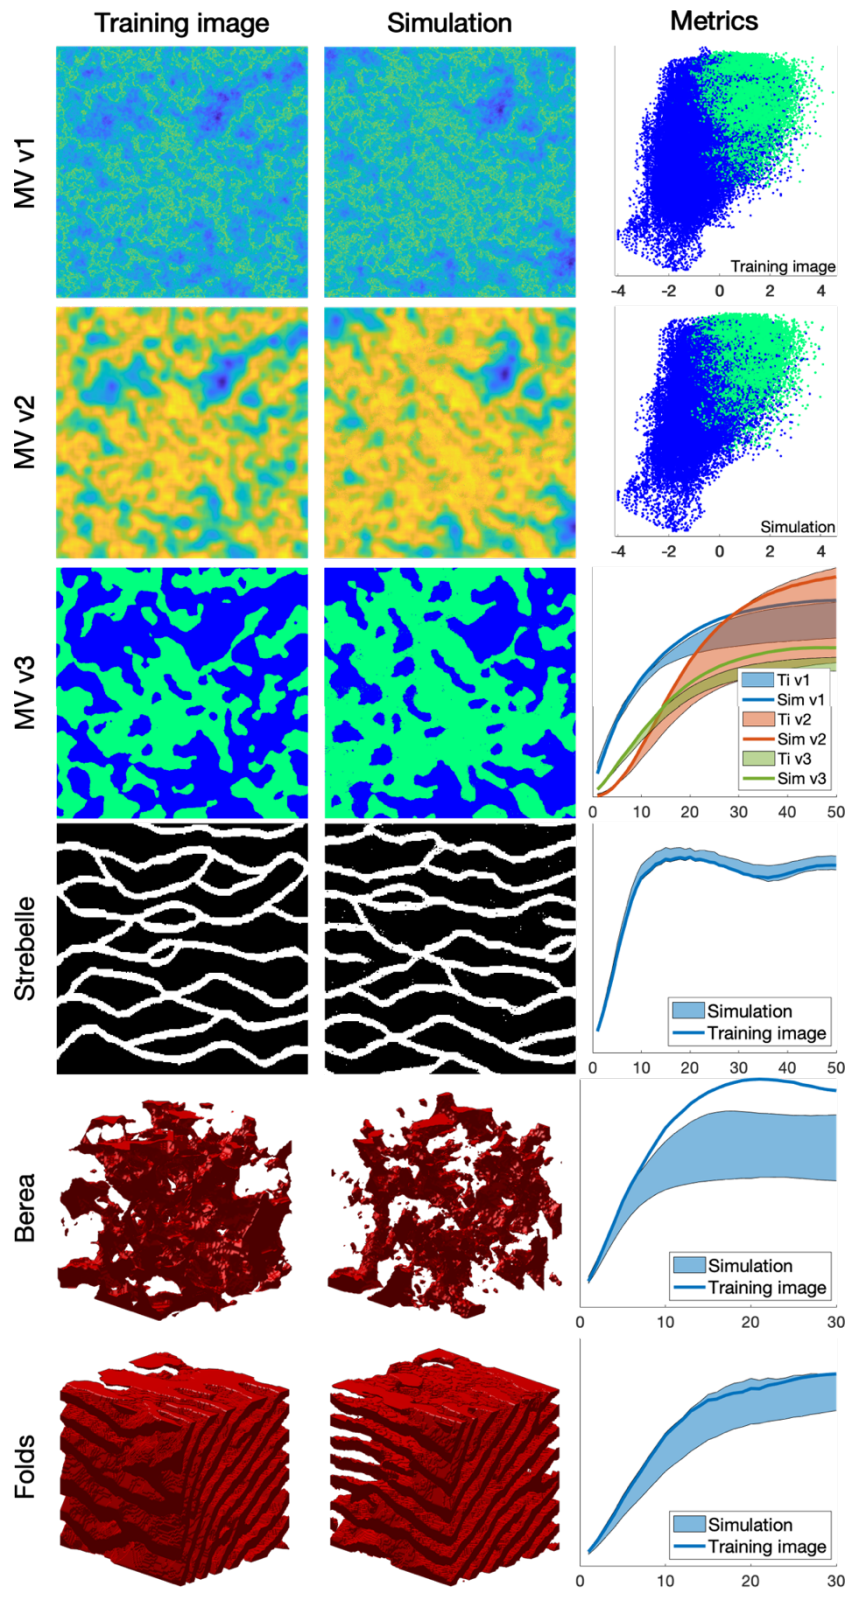 Training image
Simulation
Metrics
MV v1
Training image
-4 -2 0 2 4
MV v2
Simulation
-4 -2 0 2 4
MV v3
Ti v1
Sim v1
Ti v2
Sim v2
Ti v3
Sim v3
0 10 20 30 40 50
Strebelle
Simulation
Training image
0 10 20 30 40 50
Berea
Simulation
Training image
0 10 20 30
Folds
Simulation
Training image
0 10 20 30